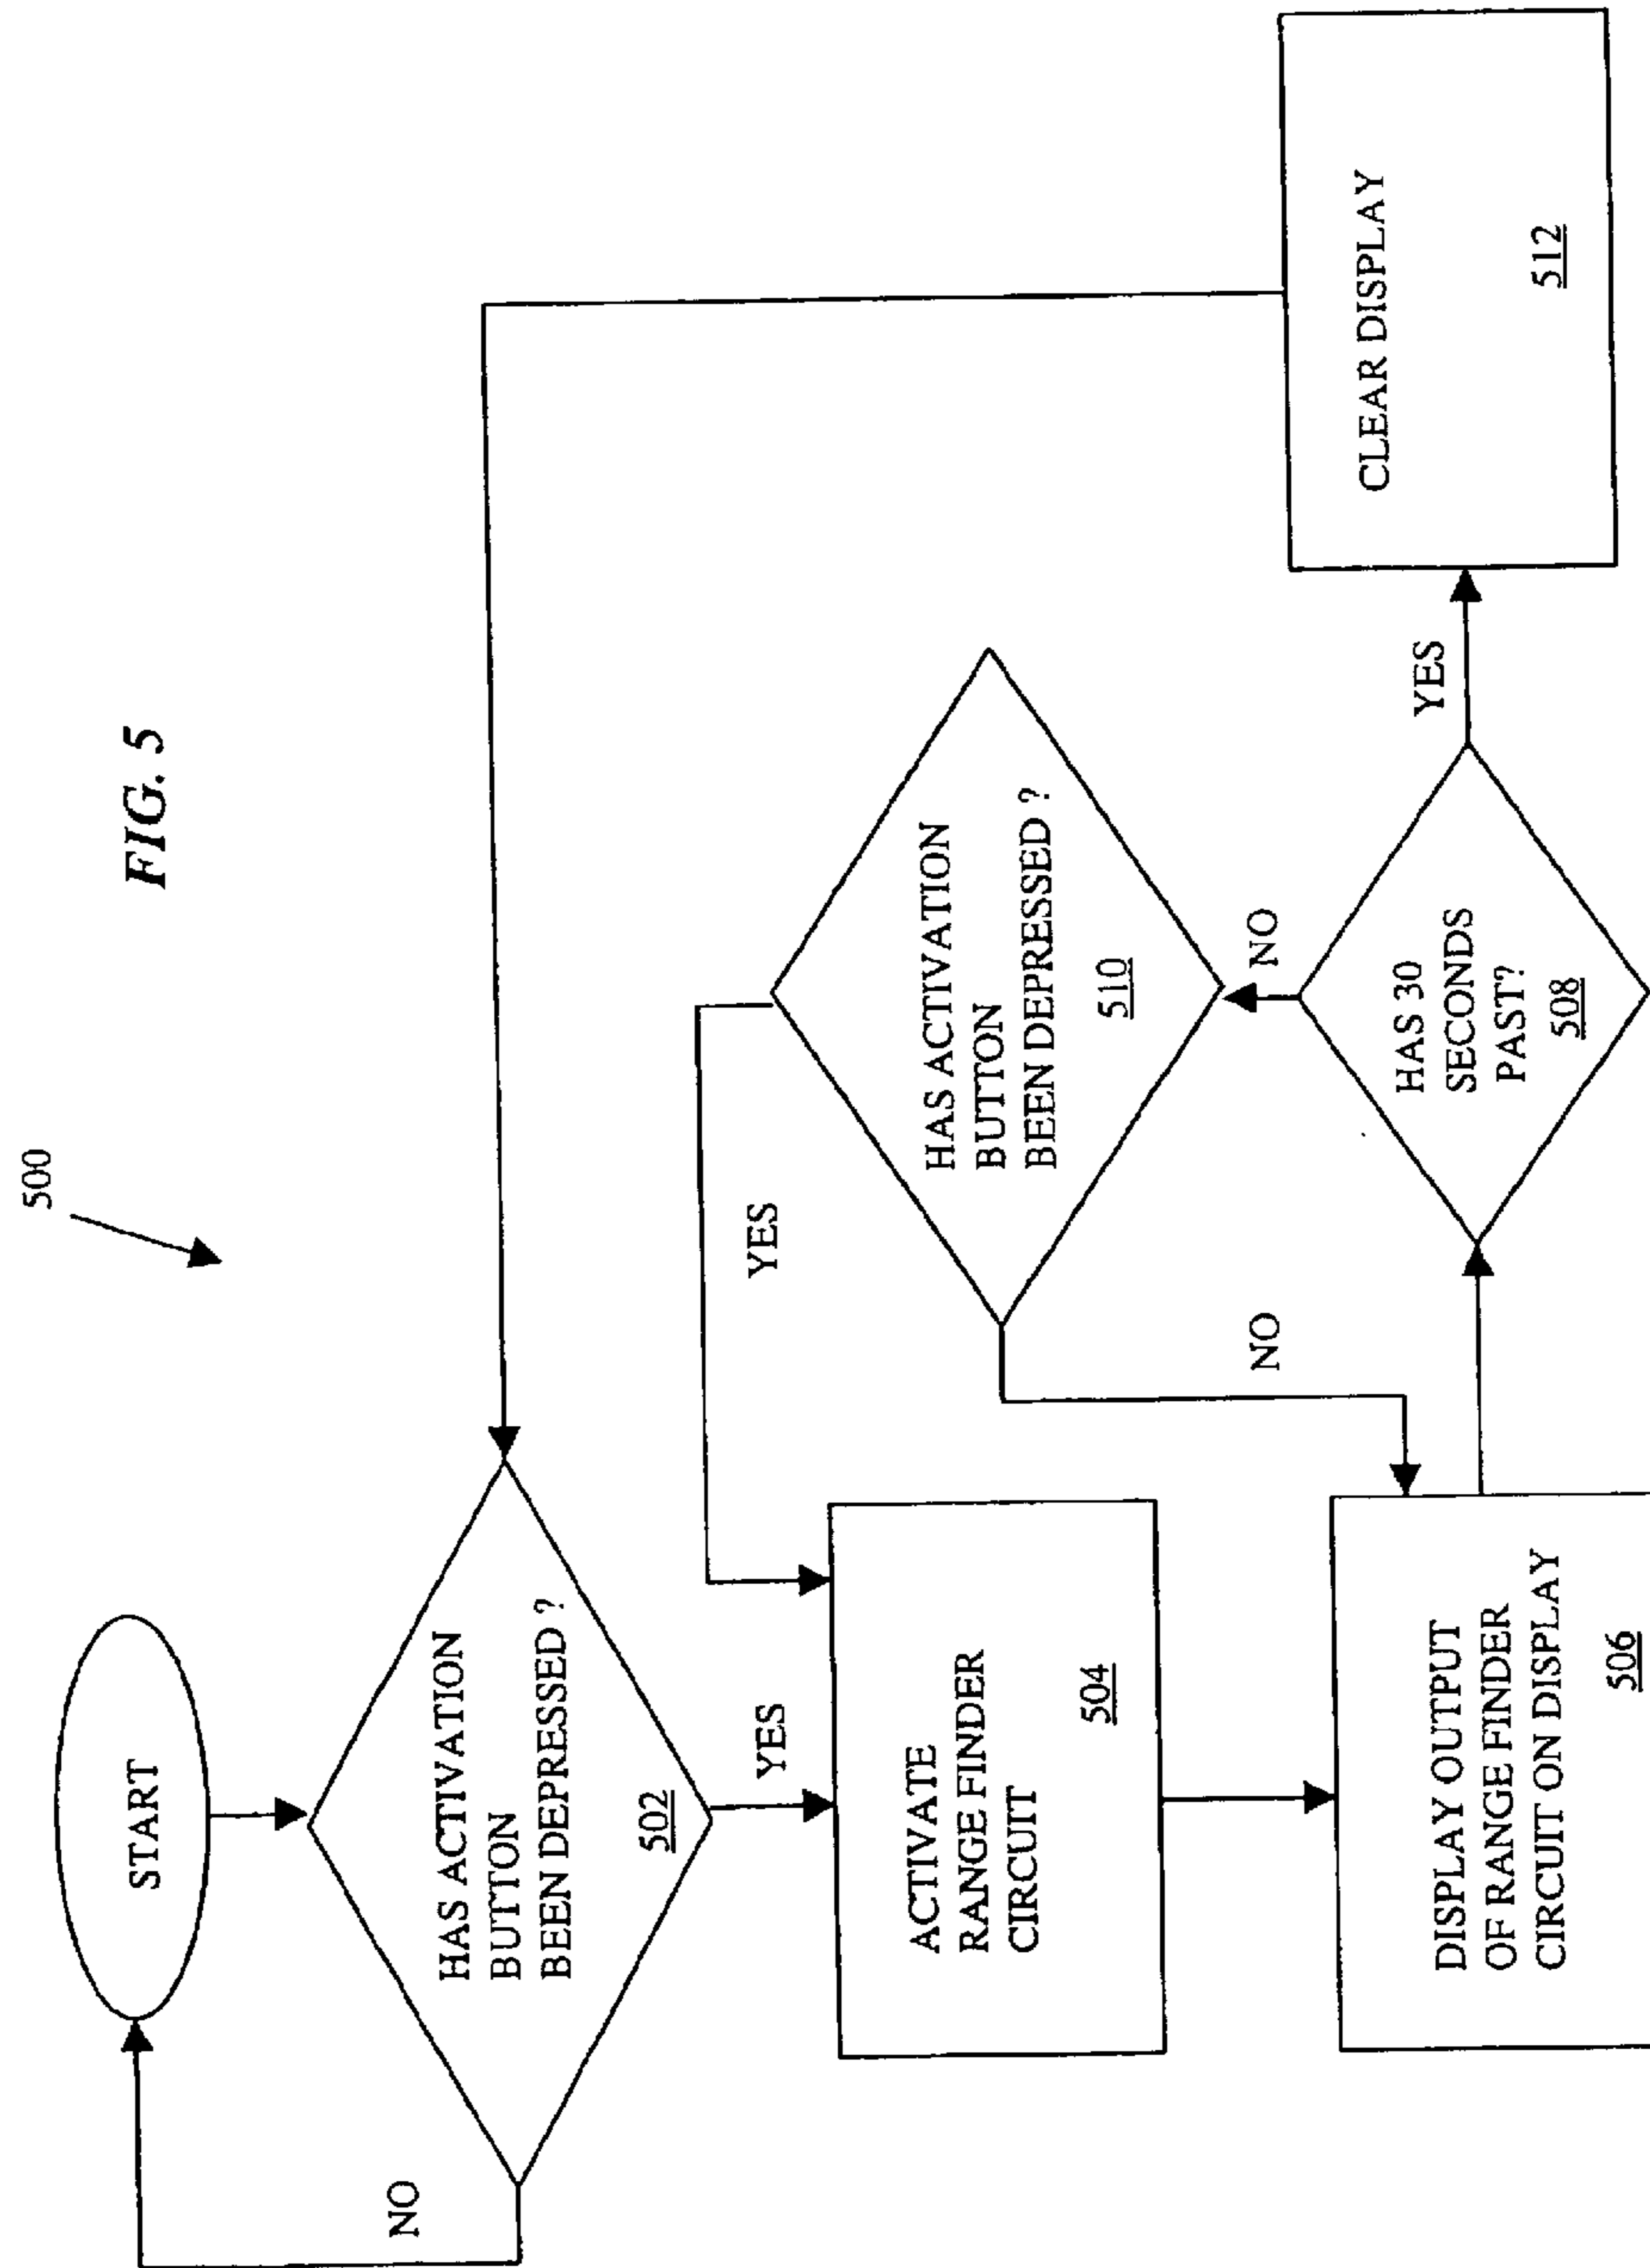 FIG. 5
500
START
HAS ACTIVATION
BUTTON
BEEN DEPRESSED ?
502
NO
YES
ACTIVATE
RANGE FINDER
CIRCUIT
504
DISPLAY OUTPUT
OF RANGE FINDER
CIRCUIT ON DISPLAY
506
HAS 30
SECONDS
PAST?
508
NO
YES
HAS ACTIVATION
BUTTON
BEEN DEPRESSED ?
510
YES
NO
CLEAR DISPLAY
512